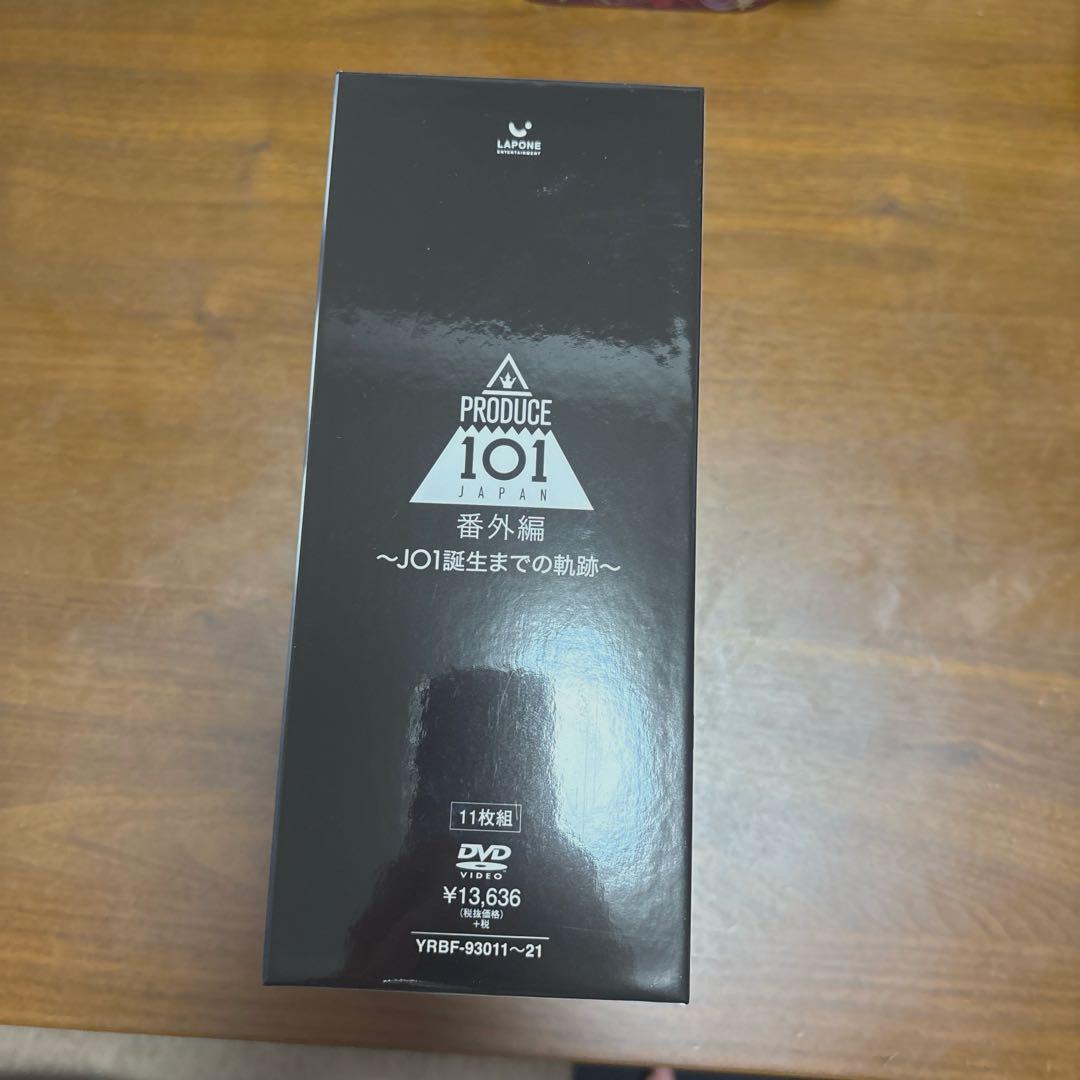 LAPONE
ENTERTAINMENT
PRODUCE
101
JAPAN
番外編
～JO1誕生までの軌跡～
11枚組
DVD
VIDEO
¥13,636
(税抜価格)
+税
YRBF-93011～21